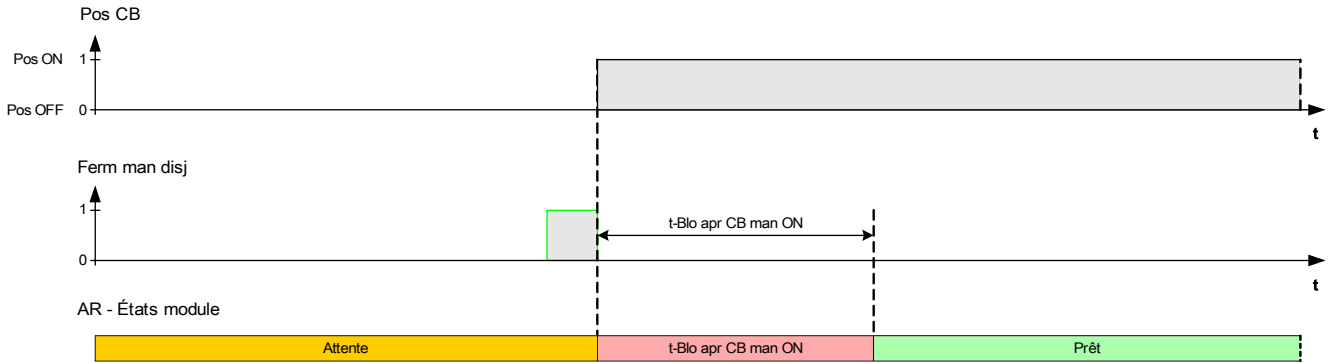 Pos CB
Pos ON 1
Pos OFF 0
t
Ferm man disj
1
t-Blo apr CB man ON
0
t
AR - États module
Attente t-Blo apr CB man ON Prêt